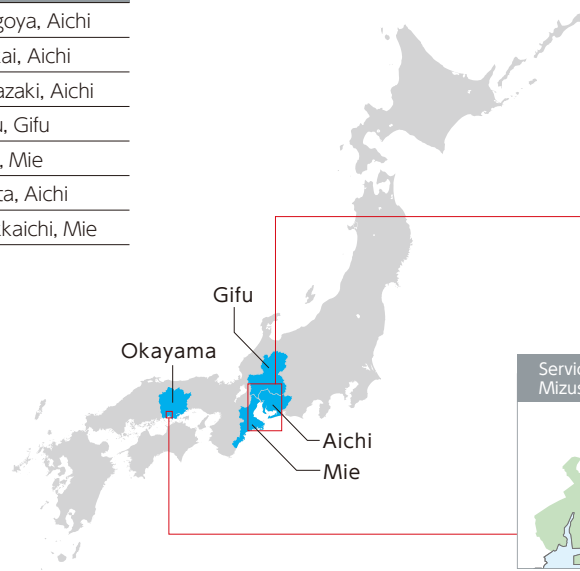 goya, Aichi
ai, Aichi
azaki, Aichi
, Gifu
, Mie
ta, Aichi
kaichi, Mie
Gifu
Okayama
Aichi
Mie
Servic
Mizus